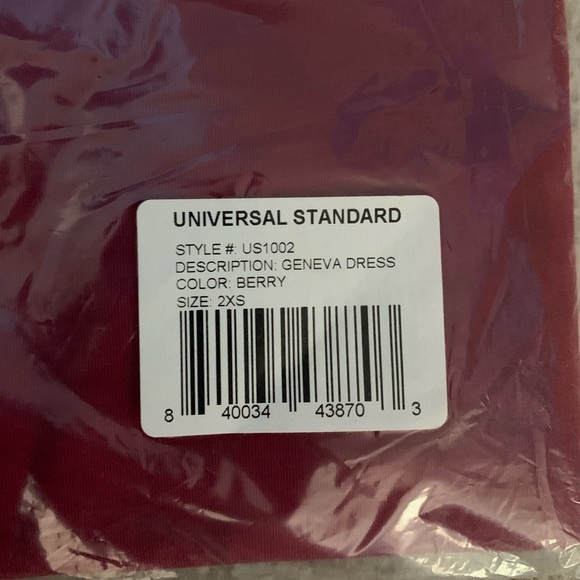 UNIVERSAL STANDARD
STYLE #: US1002
DESCRIPTION: GENEVA DRESS
COLOR: BERRY
SIZE: 2XS
8 40034 43870 3